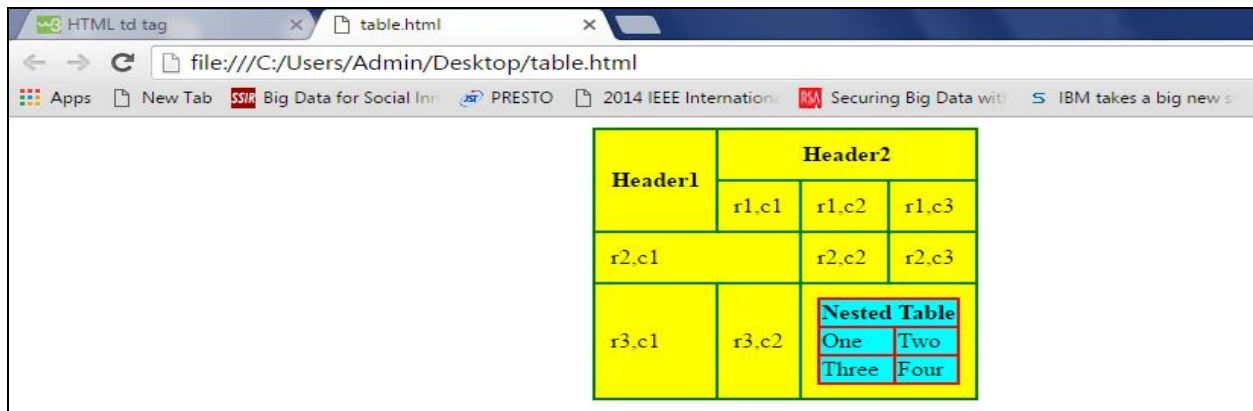 HTML td tag table.html
file:///C:/Users/Admin/Desktop/table.html
Apps New Tab SSIR Big Data for Social Inn PRESTO 2014 IEEE Internationa RSA Securing Big Data wit IBM takes a big new s
Header1 Header2
r1,c1 r1,c2 r1,c3
r2,c1 r2,c2 r2,c3
r3,c1 r3,c2
Nested Table
One Two
Three Four